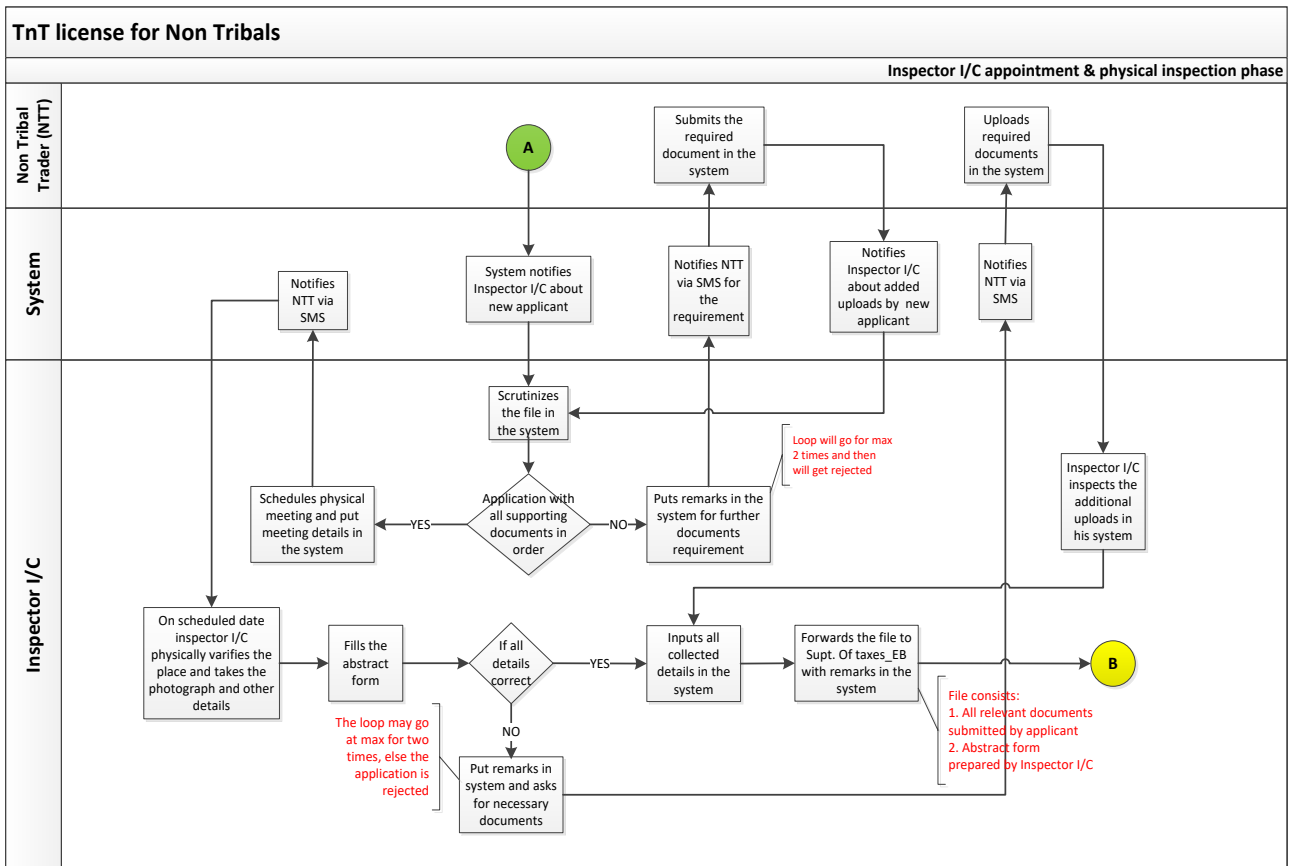 TnT license for Non Tribals
Inspector I/C appointment & physical inspection phase
Non Tribal
Trader (NTT)
A
Submits the
required
document in the
system
Uploads
required
documents
in the system
System
Notifies
NTT via
SMS
System notifies
Inspector I/C about
new applicant
Notifies NTT
via SMS for
the
requirement
Notifies
Inspector I/C
about added
uploads by new
applicant
Notifies
NTT via
SMS
Inspector I/C
Scrutinizes
the file in
the system
Loop will go for max
2 times and then
will get rejected
Schedules physical
meeting and put
meeting details in
the system
YES
Application with
all supporting
documents in
order
NO
Puts remarks in the
system for further
documents
requirement
Inspector I/C
inspects the
additional
uploads in
his system
On scheduled date
inspector I/C
physically varifies the
place and takes the
photograph and other
details
Fills the
abstract
form
If all
details
correct
YES
Inputs all
collected
details in the
system
Forwards the file to
Supt. Of taxes_EB
with remarks in the
system
B
NO
The loop may go
at max for two
times, else the
application is
rejected
Put remarks in
system and asks
for necessary
documents
File consists:
1. All relevant documents
submitted by applicant
2. Abstract form
prepared by Inspector I/C